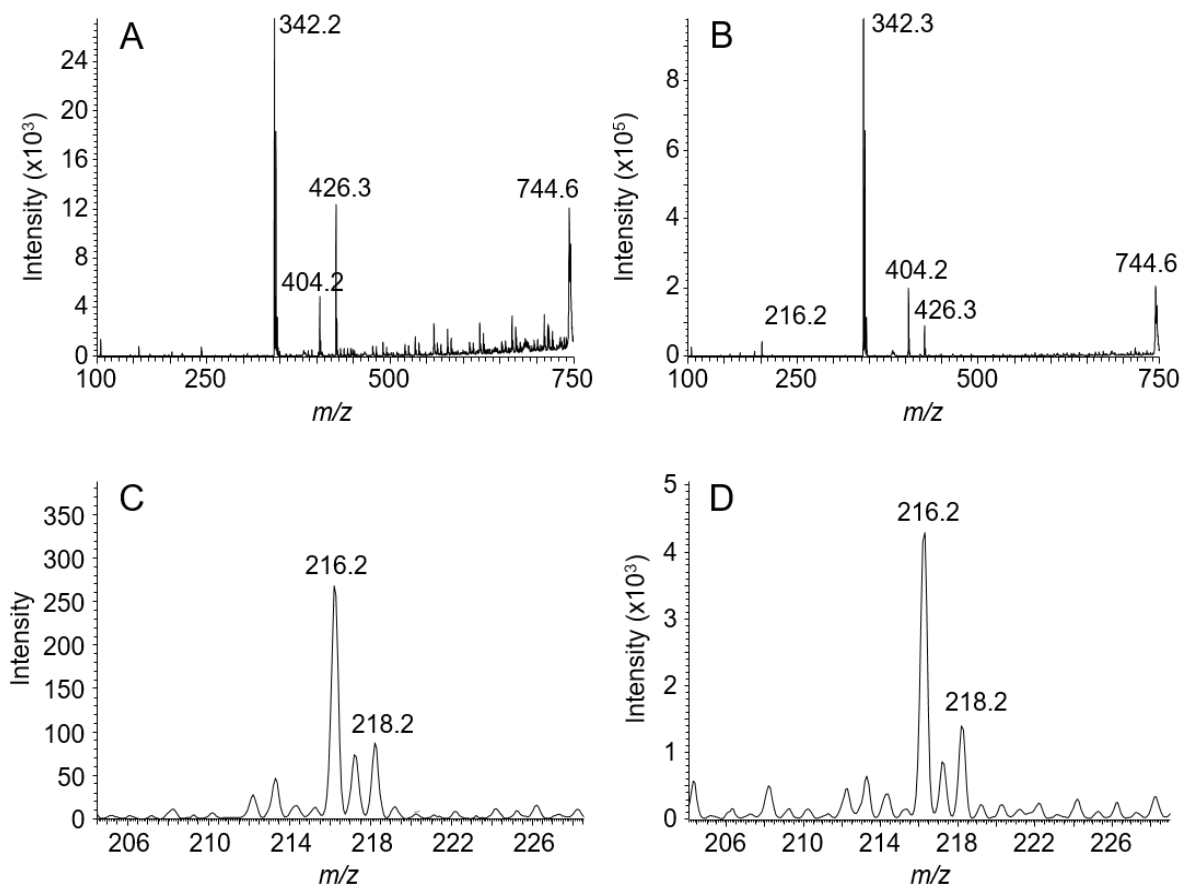 A
Intensity (x10³)
24
20
16
12
8
4
0
342.2
426.3
404.2
744.6
100 250 500 750
m/z
B
Intensity (x10⁵)
8
6
4
2
0
342.3
216.2
404.2
426.3
744.6
100 250 500 750
m/z
C
Intensity
350
300
250
200
150
100
50
0
216.2
218.2
206 210 214 218 222 226
m/z
D
Intensity (x10³)
5
4
3
2
1
0
216.2
218.2
206 210 214 218 222 226
m/z